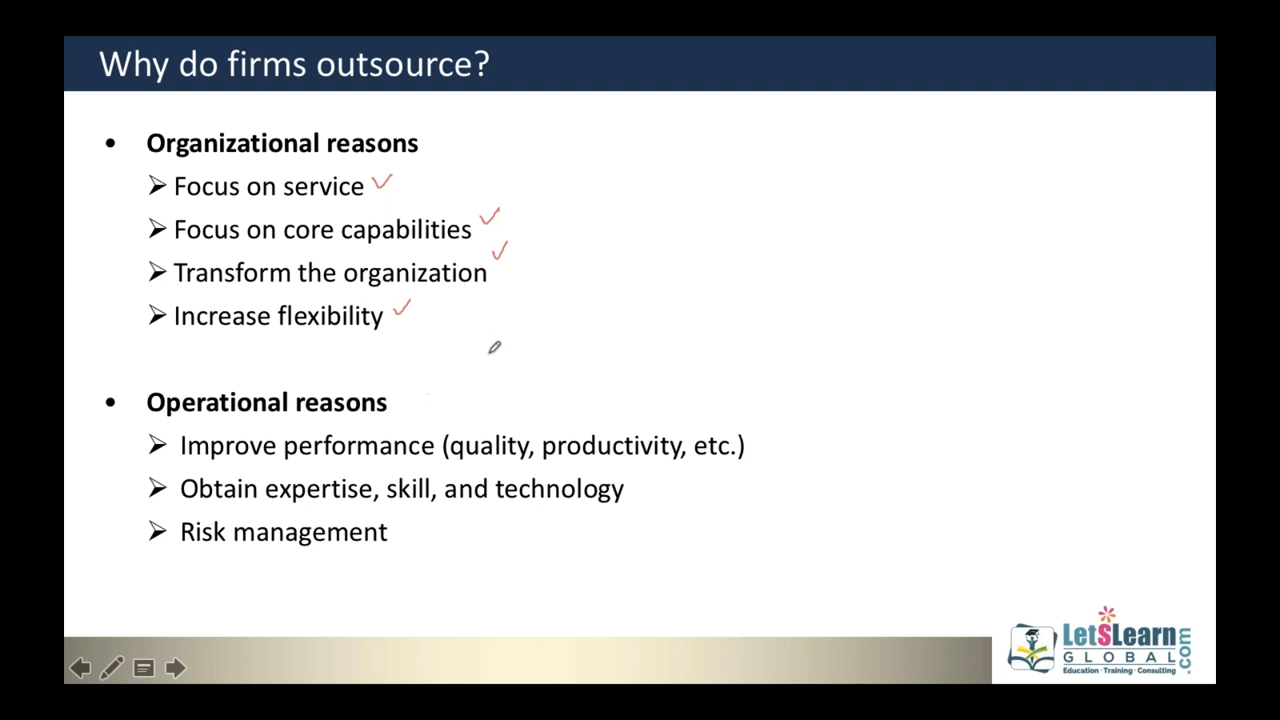 Why do firms outsource?
• Organizational reasons
➢ Focus on service
➢ Focus on core capabilities
➢ Transform the organization
➢ Increase flexibility
• Operational reasons
➢ Improve performance (quality, productivity, etc.)
➢ Obtain expertise, skill, and technology
➢ Risk management
LetSLearn
GLOBAL.com
Education · Training · Consulting